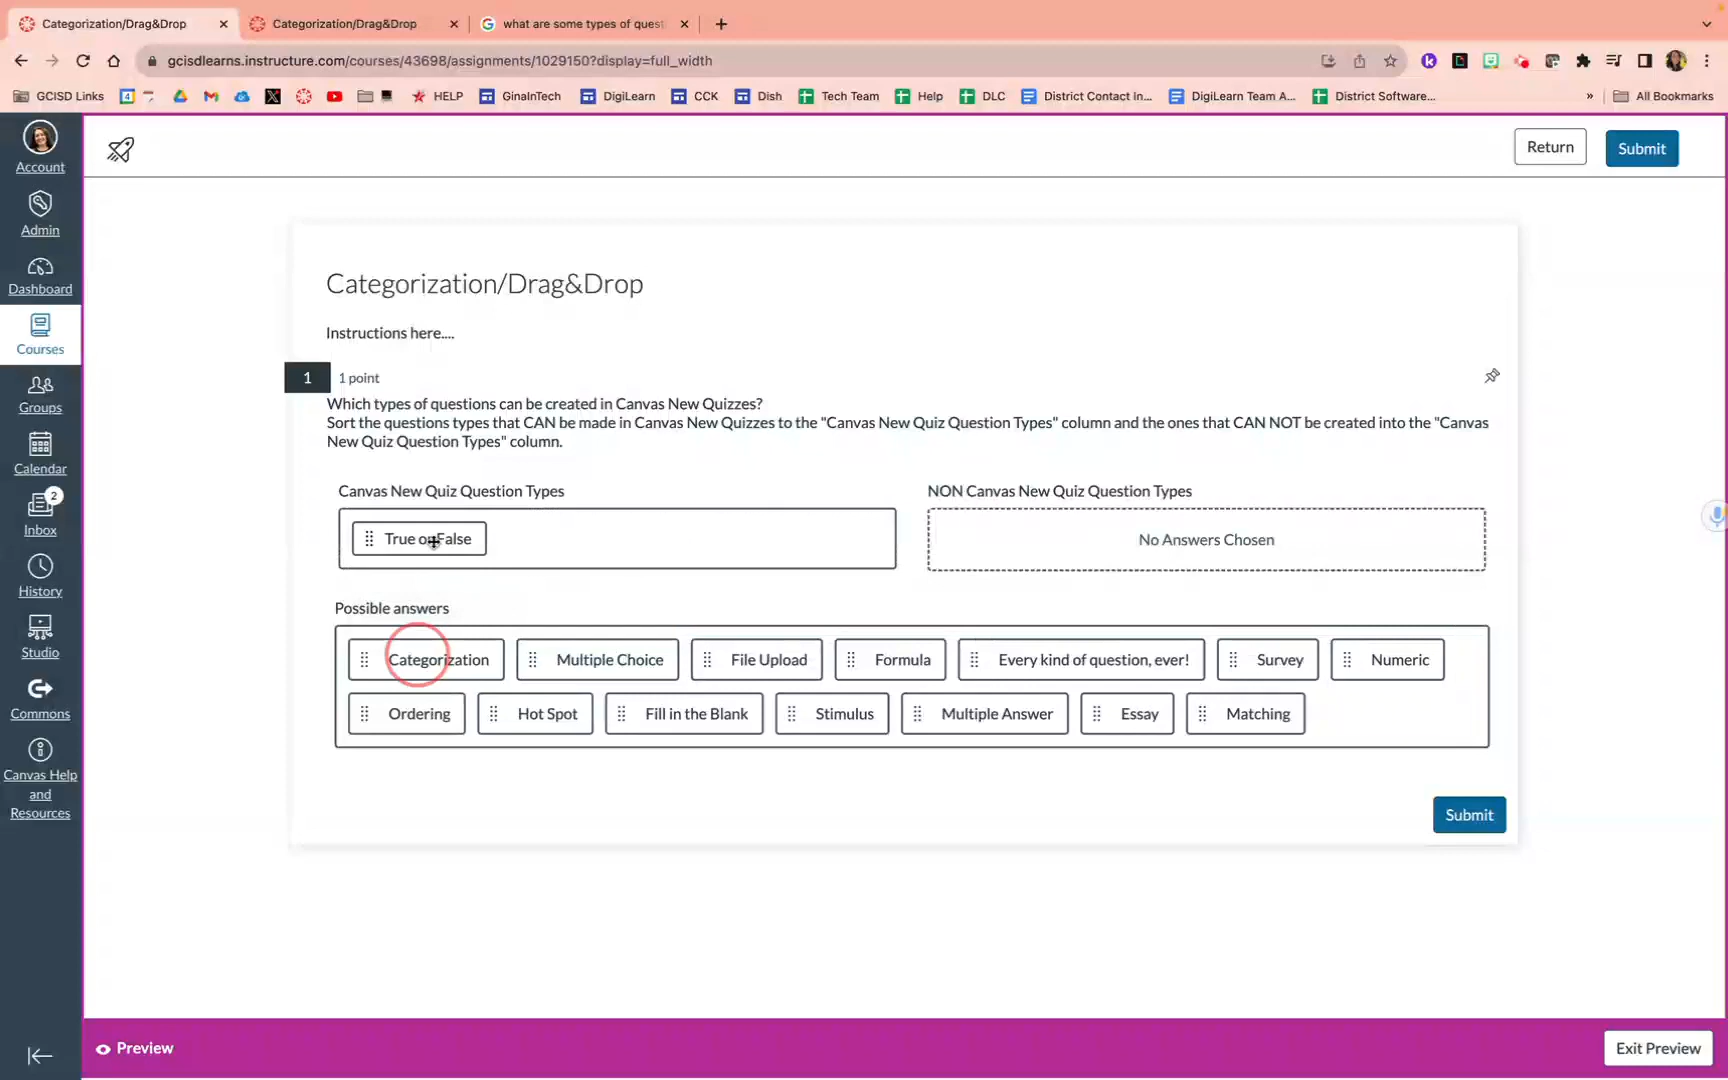 Categorization/Drag&Drop
Categorization/Drag&Drop
what are some types of quest
gcisdlearns.instructure.com/courses/43698/assignments/1029150?display=full_width
GCISD Links
HELP
GinaInTech
DigiLearn
CCK
Dish
Tech Team
Help
DLC
District Contact In...
DigiLearn Team A...
District Software...
»
All Bookmarks
Account
Admin
Dashboard
Courses
Groups
Calendar
2
Inbox
History
Studio
Commons
Canvas Help
and
Resources
Return
Submit
Categorization/Drag&Drop
Instructions here....
1
1 point
Which types of questions can be created in Canvas New Quizzes?
Sort the questions types that CAN be made in Canvas New Quizzes to the "Canvas New Quiz Question Types" column and the ones that CAN NOT be created into the "Canvas
New Quiz Question Types" column.
Canvas New Quiz Question Types
NON Canvas New Quiz Question Types
True or False
No Answers Chosen
Possible answers
Categorization
Multiple Choice
File Upload
Formula
Every kind of question, ever!
Survey
Numeric
Ordering
Hot Spot
Fill in the Blank
Stimulus
Multiple Answer
Essay
Matching
Submit
Preview
Exit Preview